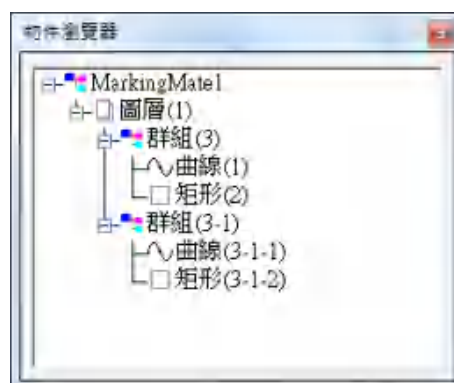 物件瀏覽器
MarkingMate1
圖層(1)
群組(3)
曲線(1)
矩形(2)
群組(3-1)
曲線(3-1-1)
矩形(3-1-2)